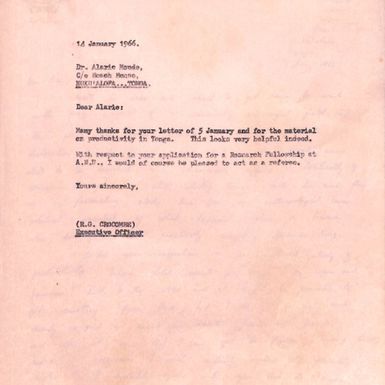 14 January 1966.
Dr. Alaric Maude,
C/o Beach House,
NUKU'ALOFA...TONGA.
Dear Alaric:
Many thanks for your letter of 5 January and for the material
on productivity in Tonga. This looks very helpful indeed.
With respect to your application for a Research Fellowship at
A.N.U., I would of course be pleased to act as a referee.
Yours sincerely,
(R.G. CROCOMBE)
Executive Officer